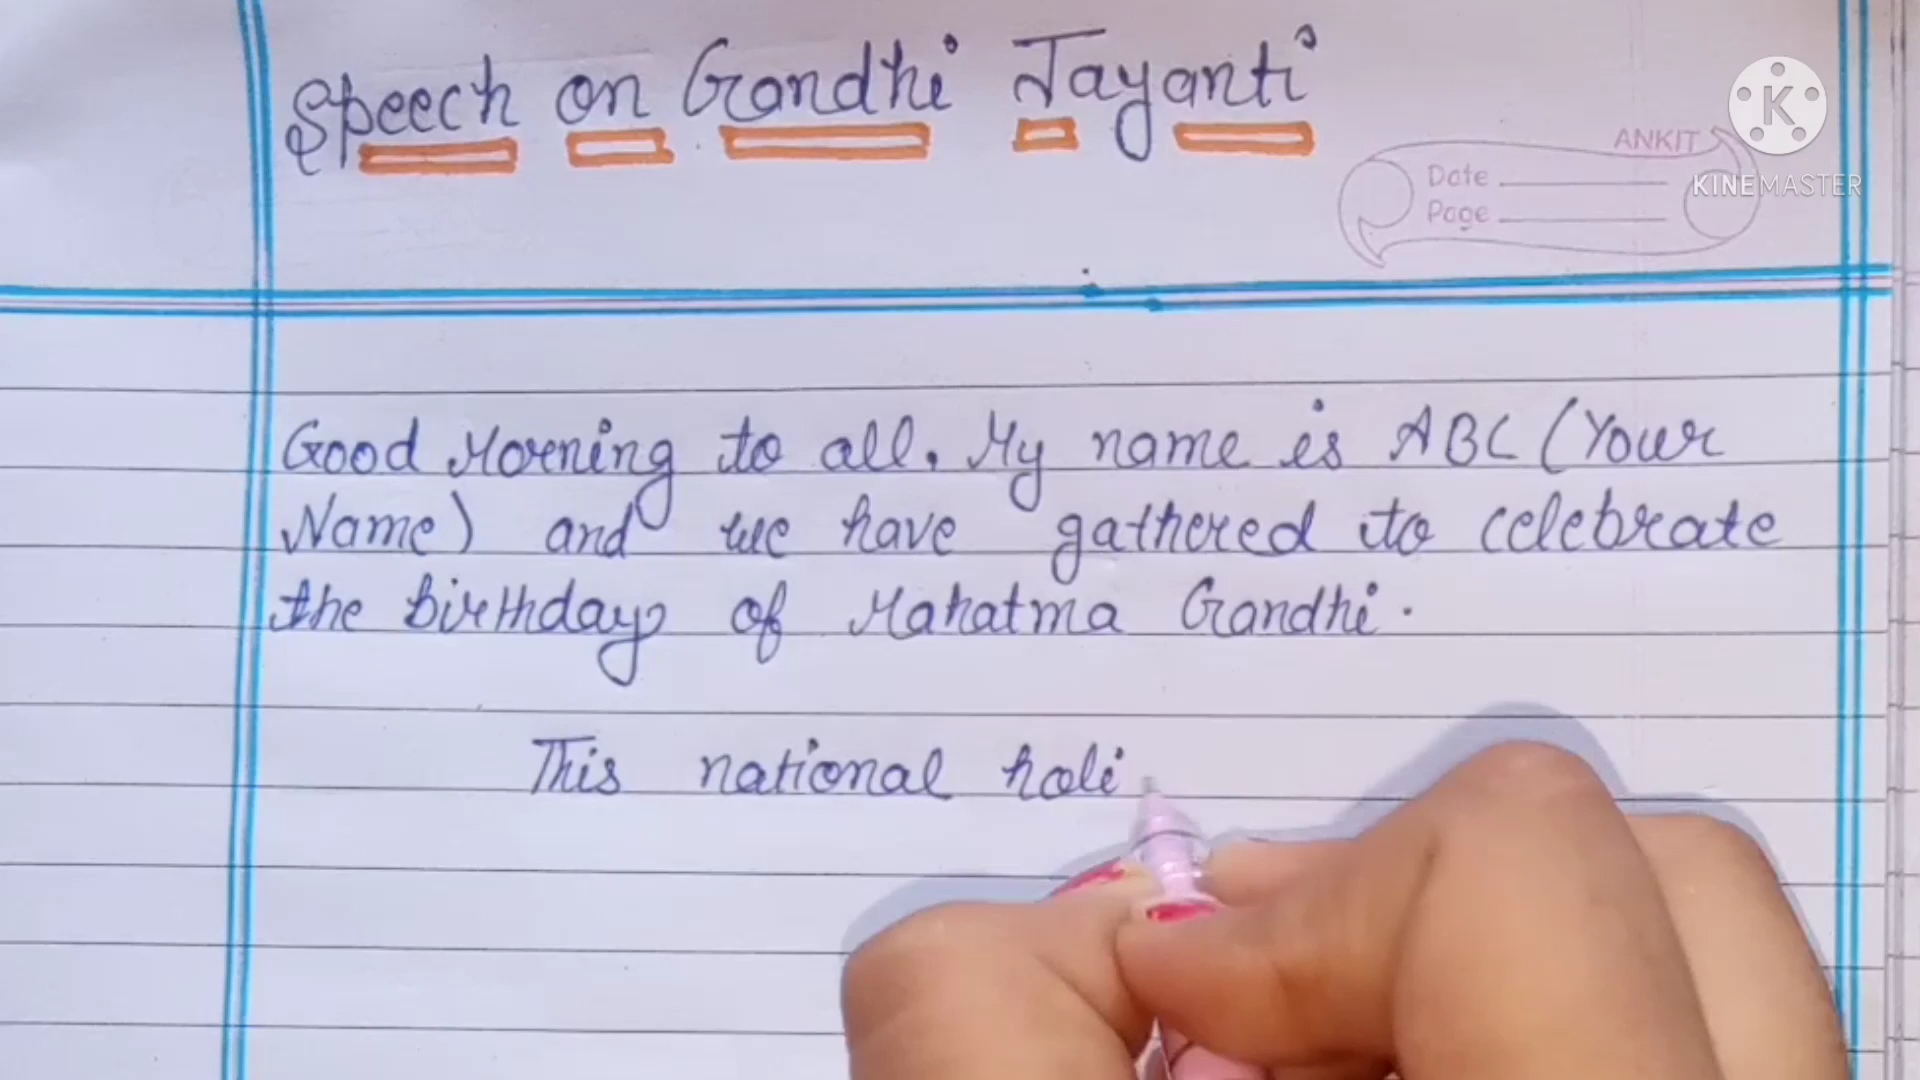 Speech on Gandhi Jayanti
ANKIT
Date
Page
K
KINEMASTER
Good Morning to all. My name is ABC (Your
Name) and we have gathered to celebrate
the birthday of Mahatma Gandhi.
This national holi